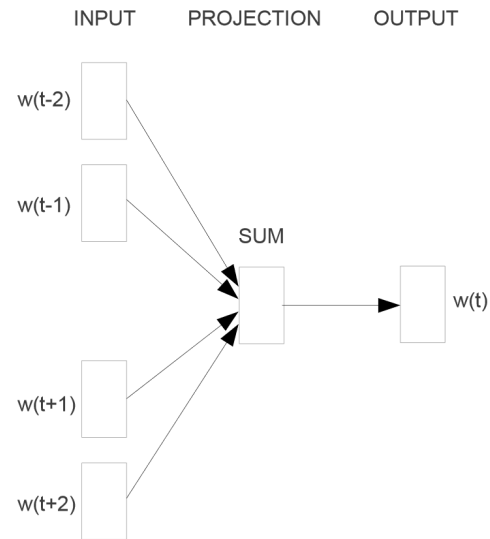 INPUT PROJECTION OUTPUT
w(t-2)
w(t-1)
SUM
w(t)
w(t+1)
w(t+2)